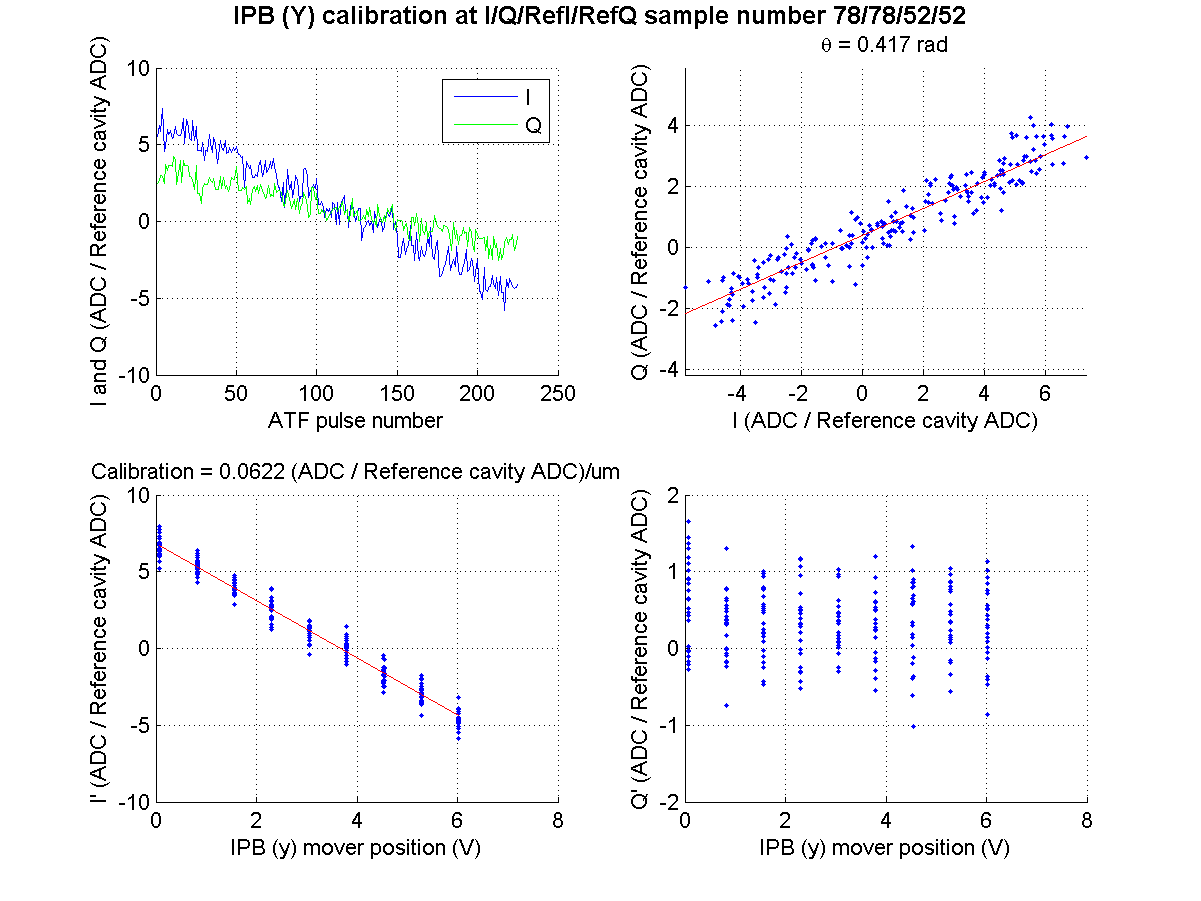 IPB (Y) calibration at I/Q/RefI/RefQ sample number 78/78/52/52
I and Q (ADC / Reference cavity ADC)
10
5
0
-5
-10
I
Q
0 50 100 150 200 250
ATF pulse number
θ = 0.417 rad
Q (ADC / Reference cavity ADC)
4
2
0
-2
-4
-4 -2 0 2 4 6
I (ADC / Reference cavity ADC)
Calibration = 0.0622 (ADC / Reference cavity ADC)/um
I' (ADC / Reference cavity ADC)
10
5
0
-5
-10
0 2 4 6 8
IPB (y) mover position (V)
Q' (ADC / Reference cavity ADC)
2
1
0
-1
-2
0 2 4 6 8
IPB (y) mover position (V)